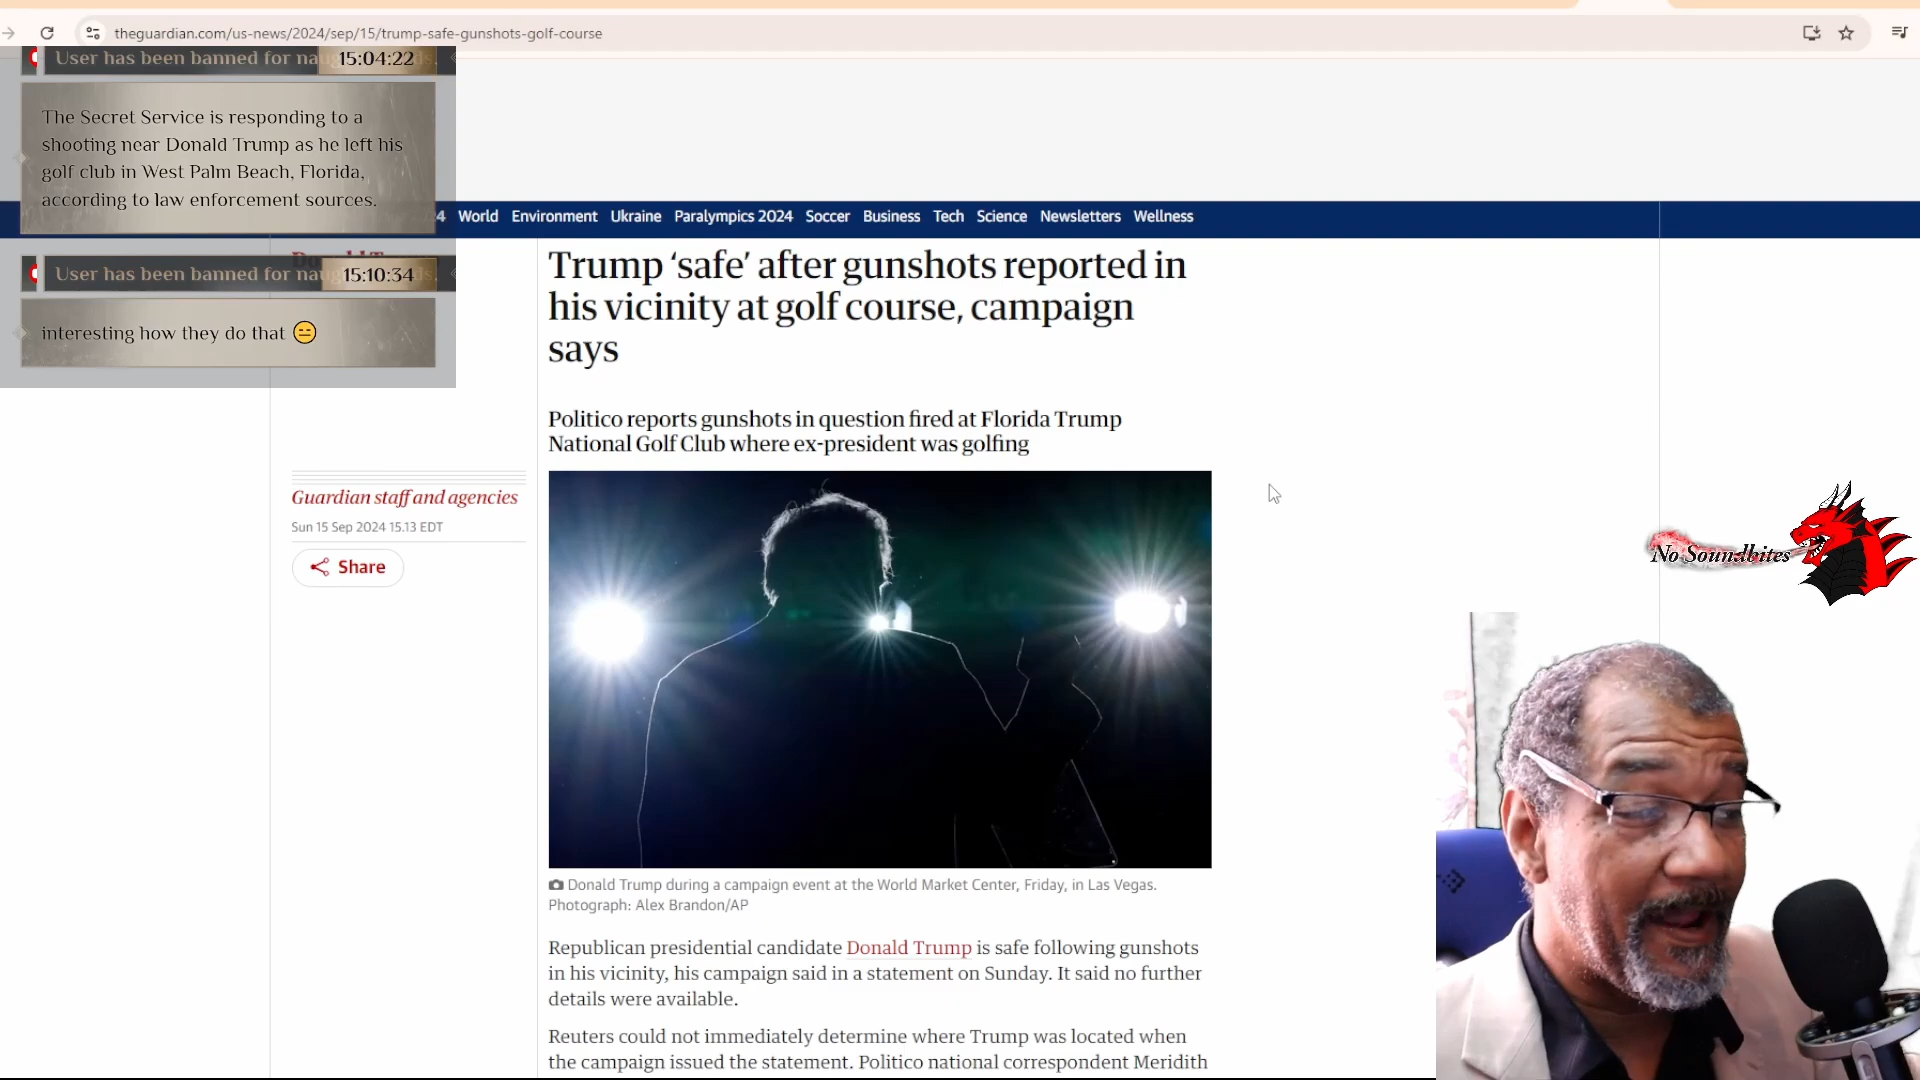 theguardian.com/us-news/2024/sep/15/trump-safe-gunshots-golf-course
User has been banned for 15:04:22
The Secret Service is responding to a
shooting near Donald Trump as he left his
golf club in West Palm Beach, Florida,
according to law enforcement sources.
User has been banned for 15:10:34
interesting how they do that 😑
4 World Environment Ukraine Paralympics 2024 Soccer Business Tech Science Newsletters Wellness
Trump ‘safe’ after gunshots reported in
his vicinity at golf course, campaign
says
Politico reports gunshots in question fired at Florida Trump
National Golf Club where ex-president was golfing
Guardian staff and agencies
Sun 15 Sep 2024 15.13 EDT
Share
Donald Trump during a campaign event at the World Market Center, Friday, in Las Vegas.
Photograph: Alex Brandon/AP
Republican presidential candidate Donald Trump is safe following gunshots
in his vicinity, his campaign said in a statement on Sunday. It said no further
details were available.
Reuters could not immediately determine where Trump was located when
the campaign issued the statement. Politico national correspondent Meridith
No Soundbites